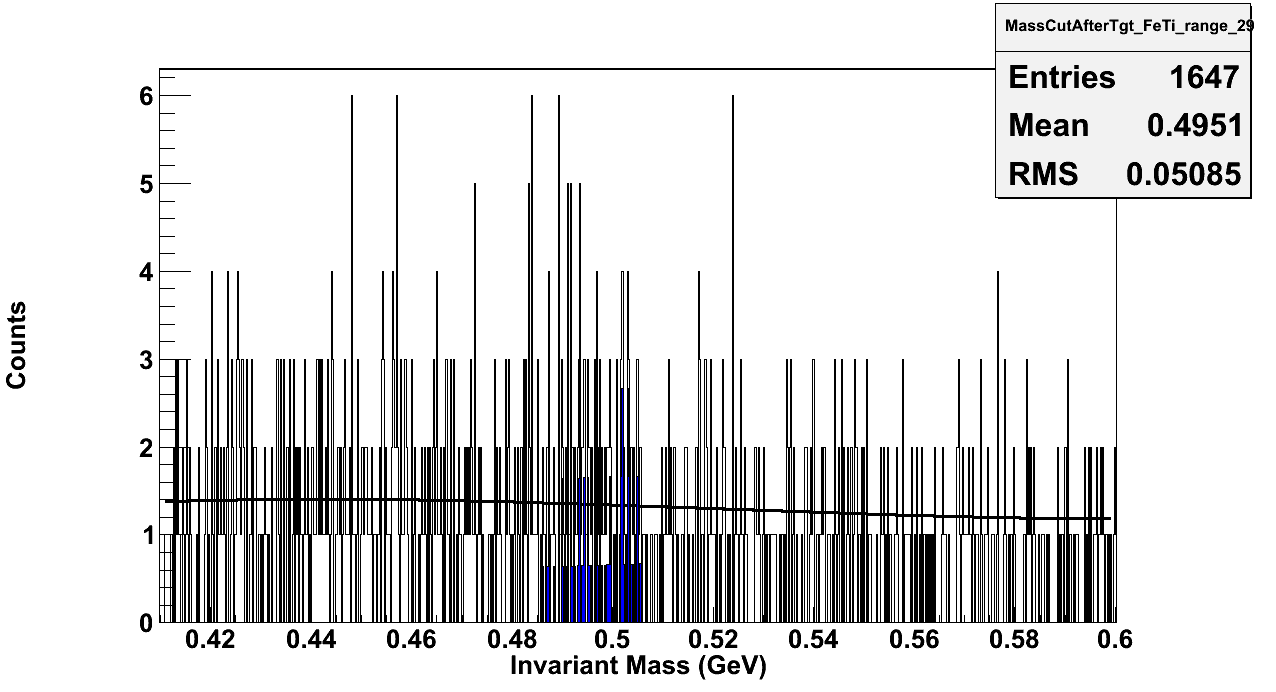 MassCutAfterTgt_FeTi_range_29
Entries 1647
Mean 0.4951
RMS 0.05085
6
5
4
3
2
1
0
Counts
0.42 0.44 0.46 0.48 0.5 0.52 0.54 0.56 0.58 0.6
Invariant Mass (GeV)